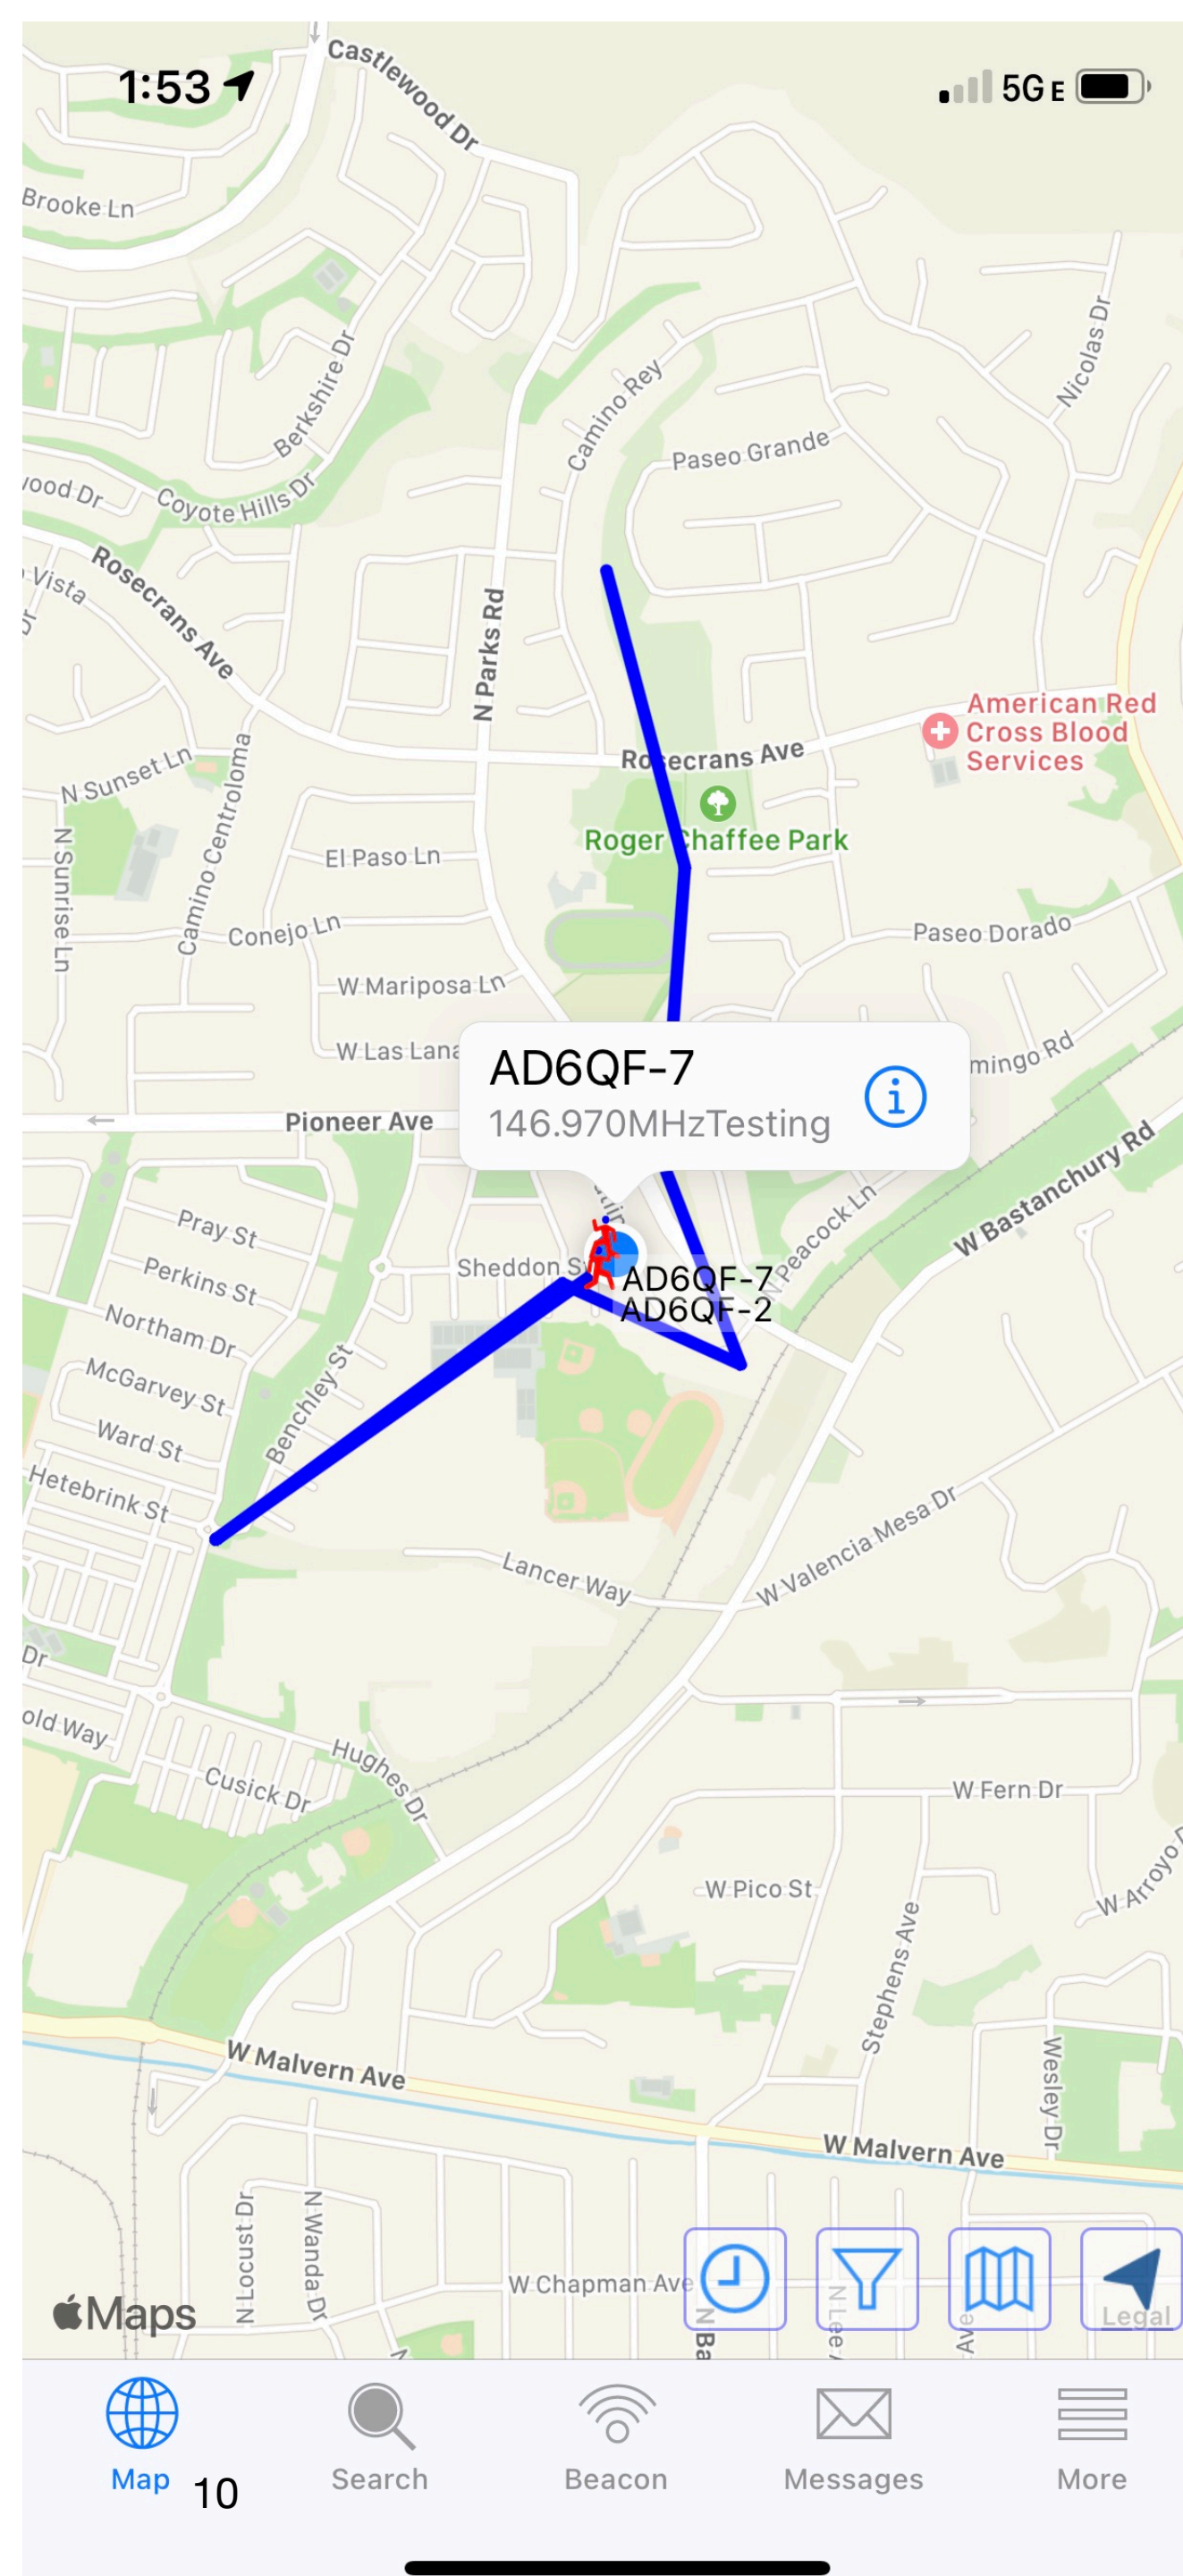 1:53
5G E
Castlewood Dr
Brooke Ln
Berkshire Dr
Camino Rey
Nicolas Dr
Paseo Grande
Coyote Hills Dr
Rosecrans Ave
Vista
N Parks Rd
American Red
Cross Blood
Services
Rosecrans Ave
N Sunset Ln
Roger Chaffee Park
N Sunrise Ln
Camino Centroloma
El Paso Ln
Conejo Ln
Paseo Dorado
W Mariposa Ln
W Las Lana
mingo Rd
AD6QF-7
146.970MHzTesting
Pioneer Ave
W Bastanchury Rd
Pray St
Sheddon
N Peacock Ln
AD6QF-7
AD6QF-2
Perkins St
Northam Dr
McGarvey St
Benchley St
Ward St
Hetebrink St
W Valencia Mesa Dr
Lancer Way
Dr
old Way
Hughes Dr
Cusick Dr
W Fern Dr
W Pico St
W Arroyo
Stephens Ave
W Malvern Ave
Wesley Dr
W Malvern Ave
N Locust Dr
N Wanda Dr
W Chapman Ave
N Ba
N Lee
Ave
Maps
Legal
Map
10
Search
Beacon
Messages
More